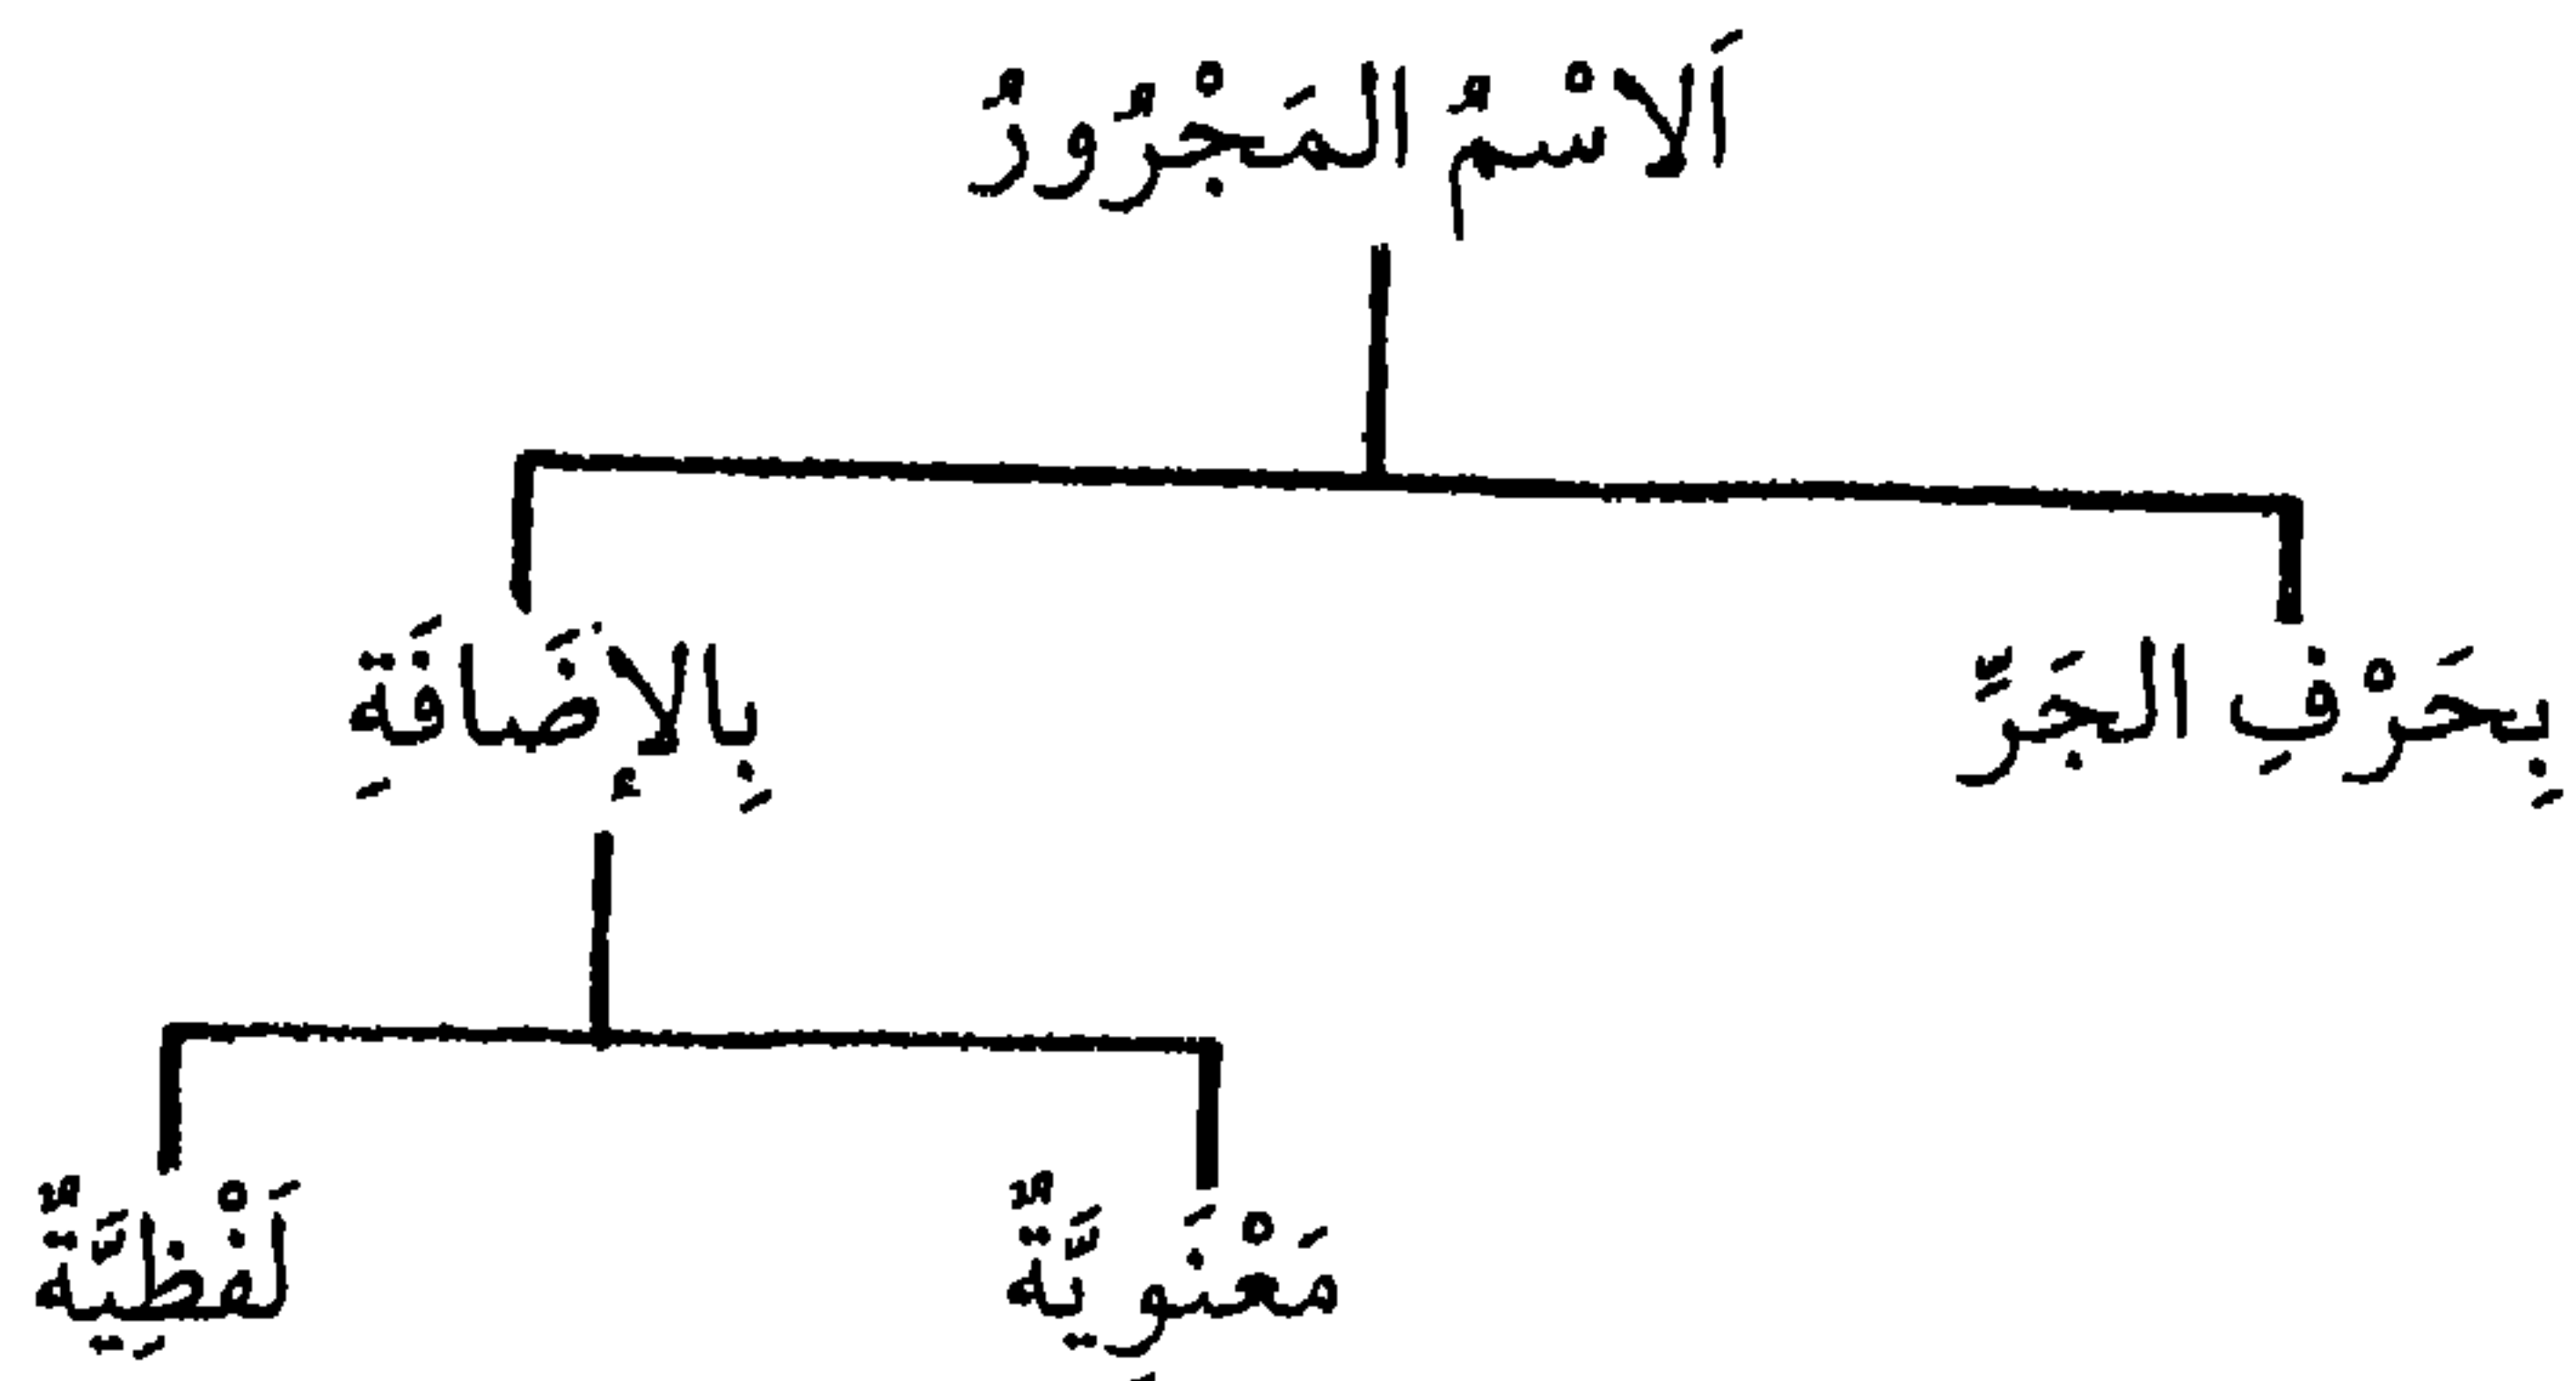 اَلاسْمُ المَجْرُورُ
بِحَرْفِ الجَرِّ
بِالإضَافَةِ
مَعْنَوِيَّةٌ
لَفْظِيَّةٌ